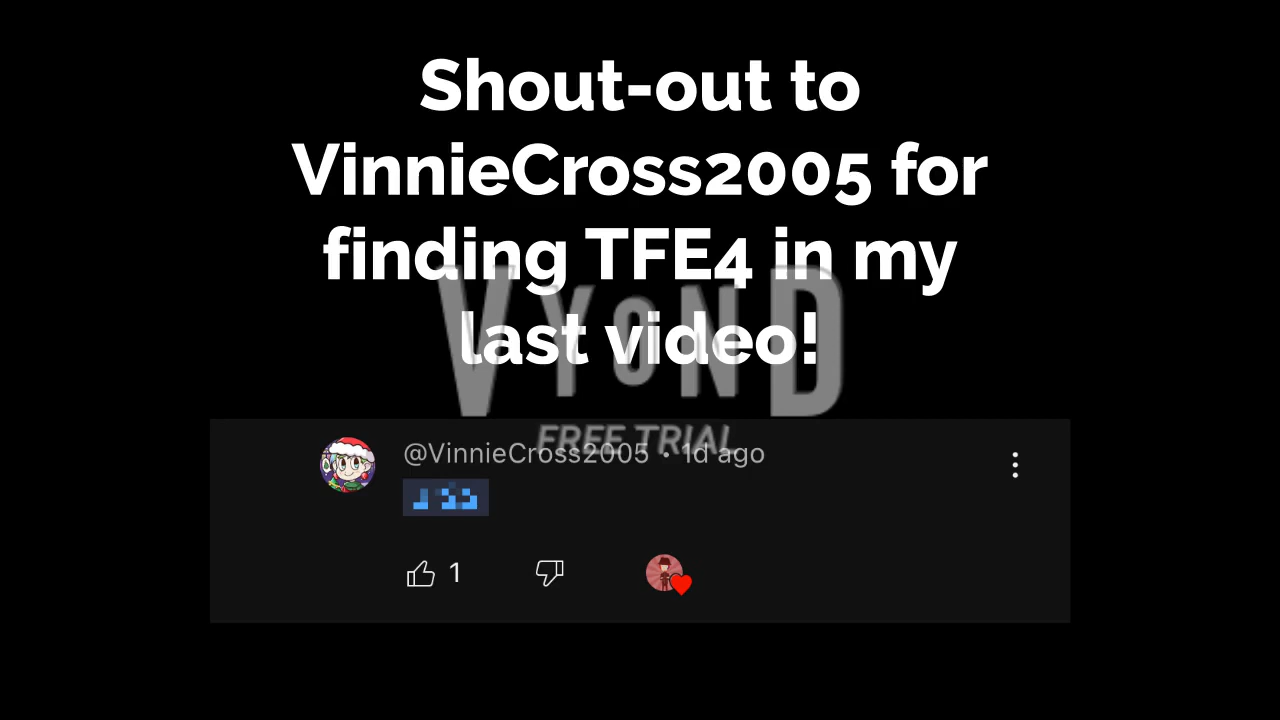 Shout-out to
VinnieCross2005 for
finding TFE4 in my
last video!
VYOND
FREE TRIAL
@VinnieCross2005 · 1d ago
1